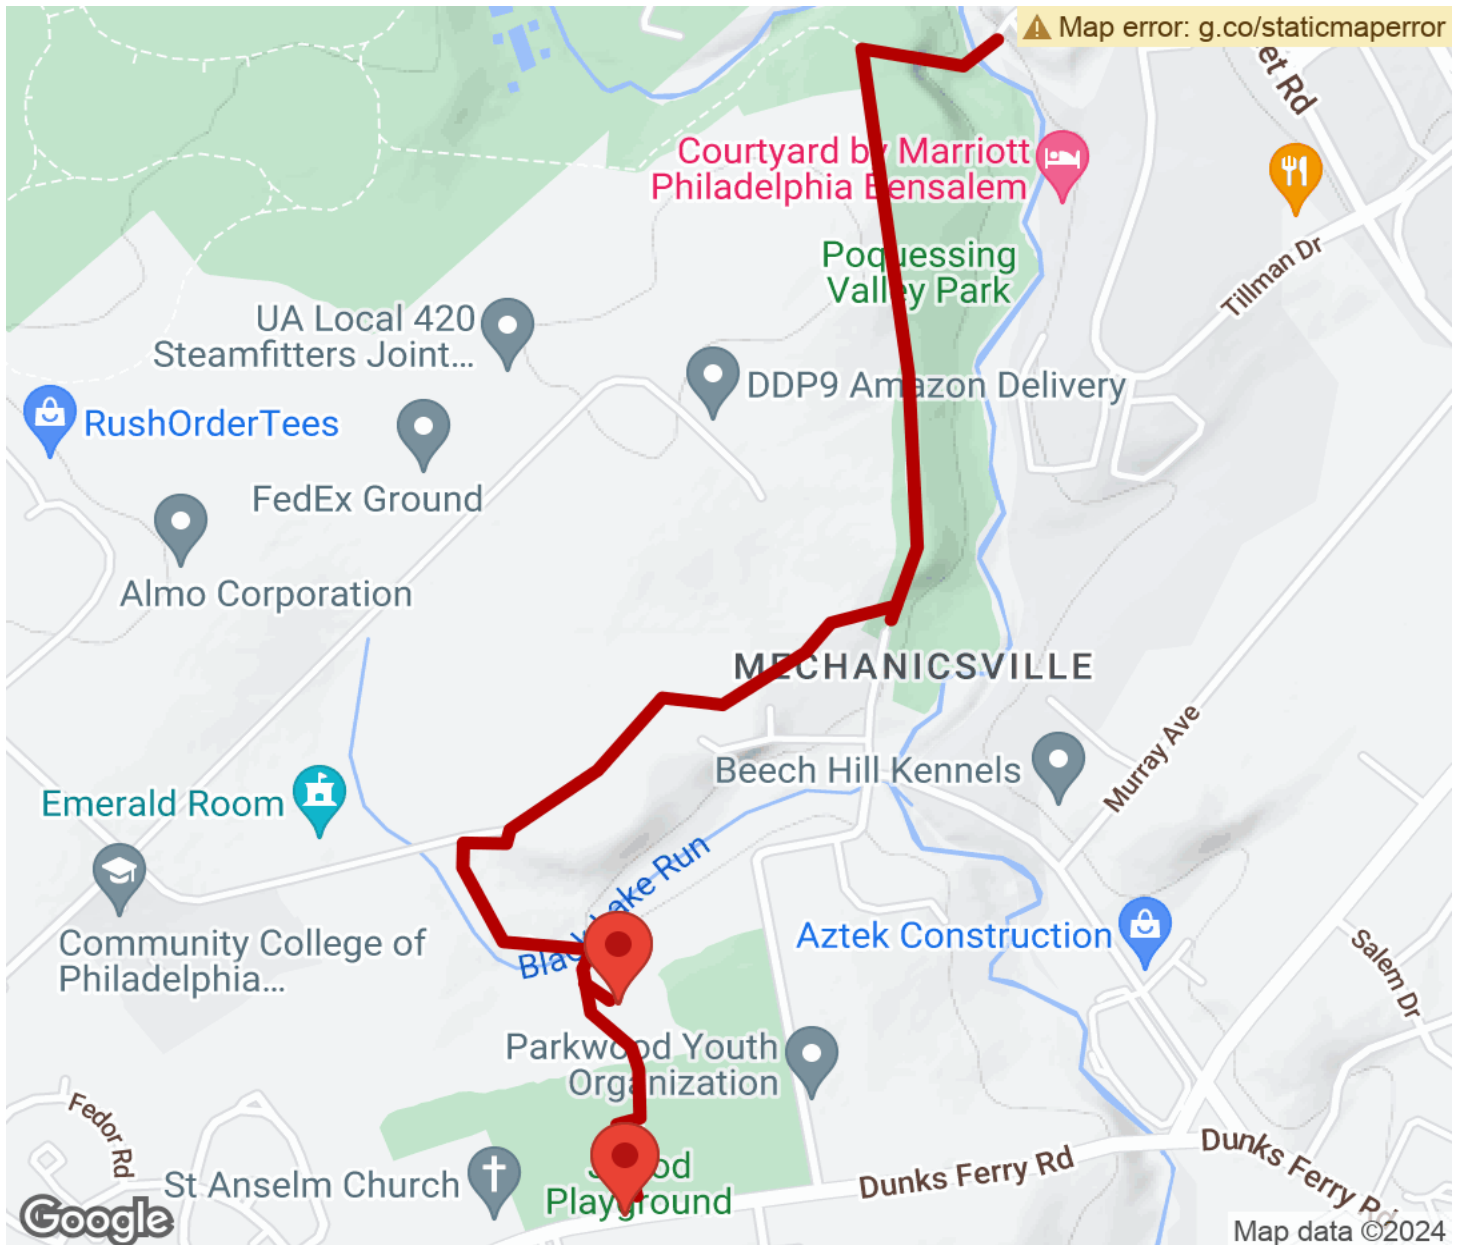 Map error: g.co/staticmaperror
et Rd
Courtyard by Marriott
Philadelphia Bensalem
Poquessing
Valley Park
Tillman Dr
UA Local 420
Steamfitters Joint...
DDP9 Amazon Delivery
RushOrderTees
FedEx Ground
Almo Corporation
MECHANICSVILLE
Murray Ave
Beech Hill Kennels
Emerald Room
Black Lake Run
Community College of
Philadelphia...
Aztek Construction
Salem Dr
Parkwood Youth
Organization
Fedor Rd
St Anselm Church
Playground
Dunks Ferry Rd
Dunks Ferry Rd
Google
Map data ©2024